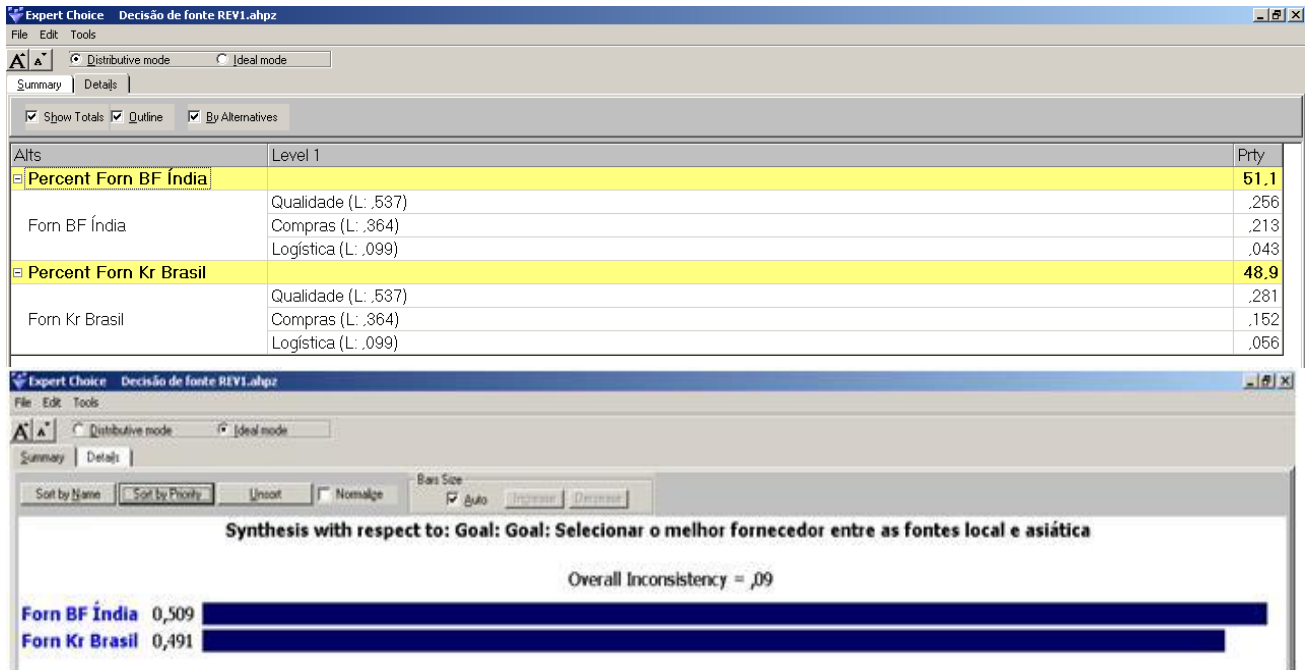 Expert Choice Decisão de fonte REV1.ahpz
File Edit Tools
A A Distributive mode Ideal mode
Summary Details
Show Totals Outline By Alternatives
Alts Level 1 Prty
Percent Forn BF Índia 51,1
Qualidade (L: ,537) ,256
Forn BF Índia Compras (L: ,364) ,213
Logística (L: ,099) ,043
Percent Forn Kr Brasil 48,9
Qualidade (L: ,537) ,281
Forn Kr Brasil Compras (L: ,364) ,152
Logística (L: ,099) ,056
Expert Choice Decisão de fonte REV1.ahpz
File Edit Tools
A A Distributive mode Ideal mode
Summary Details
Sort by Name Sort by Priority Unsort Normalize Bars Size Auto Increase Decrease
Synthesis with respect to: Goal: Goal: Selecionar o melhor fornecedor entre as fontes local e asiática
Overall Inconsistency = ,09
Forn BF Índia 0,509
Forn Kr Brasil 0,491